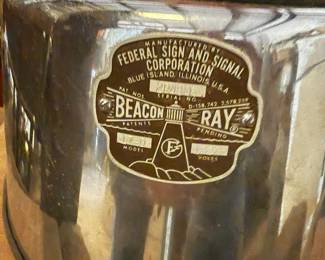 MANUFACTURED BY
FEDERAL SIGN AND SIGNAL
CORPORATION
BLUE ISLAND, ILLINOIS, U.S.A.
SERIAL NO.
PAT. NOS.
BEACON RAY ®
PATENTS PENDING
MODEL VOLTS